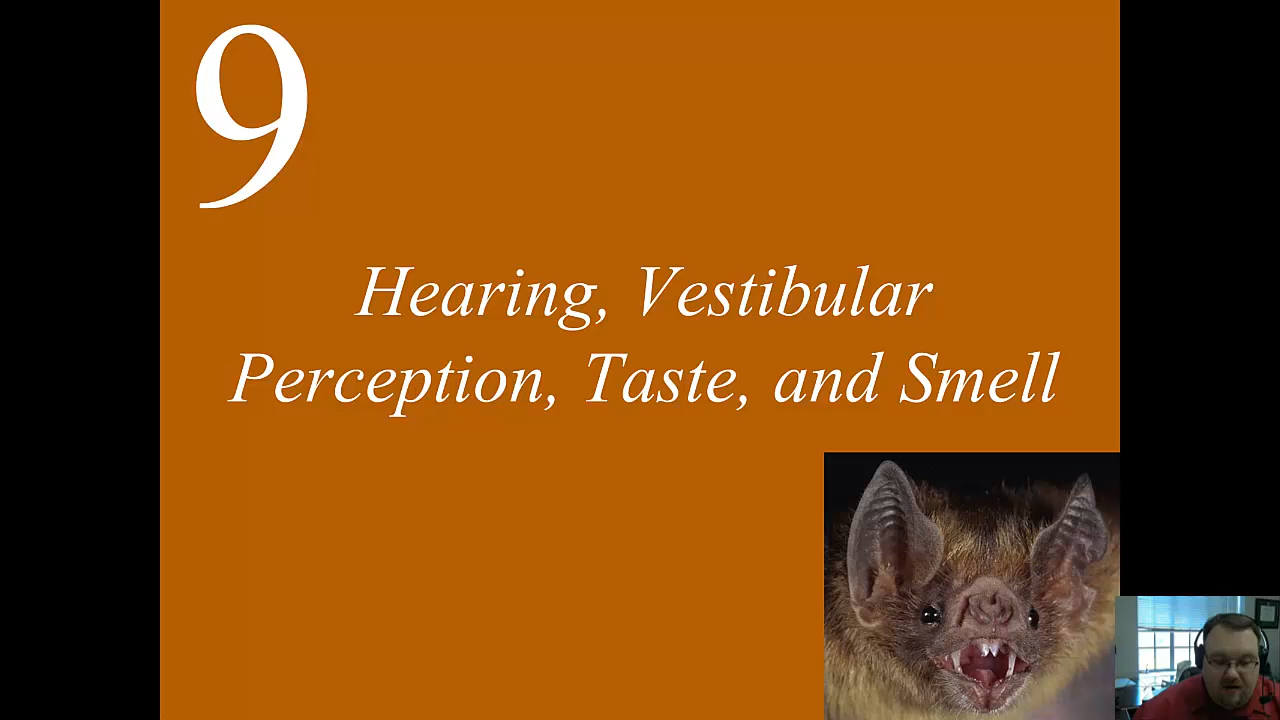 9
Hearing, Vestibular
Perception, Taste, and Smell